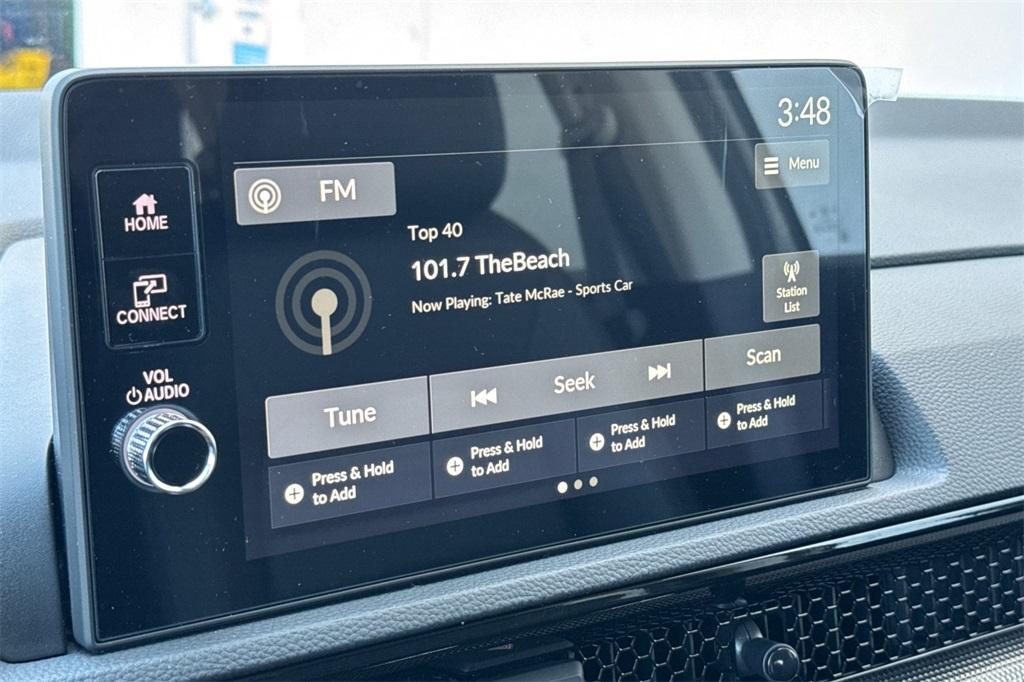 3:48
Menu
FM
HOME
Top 40
101.7 TheBeach
Now Playing: Tate McRae - Sports Car
Station
List
CONNECT
VOL
AUDIO
Tune
Seek
Scan
Press & Hold
to Add
Press & Hold
to Add
Press & Hold
to Add
Press & Hold
to Add